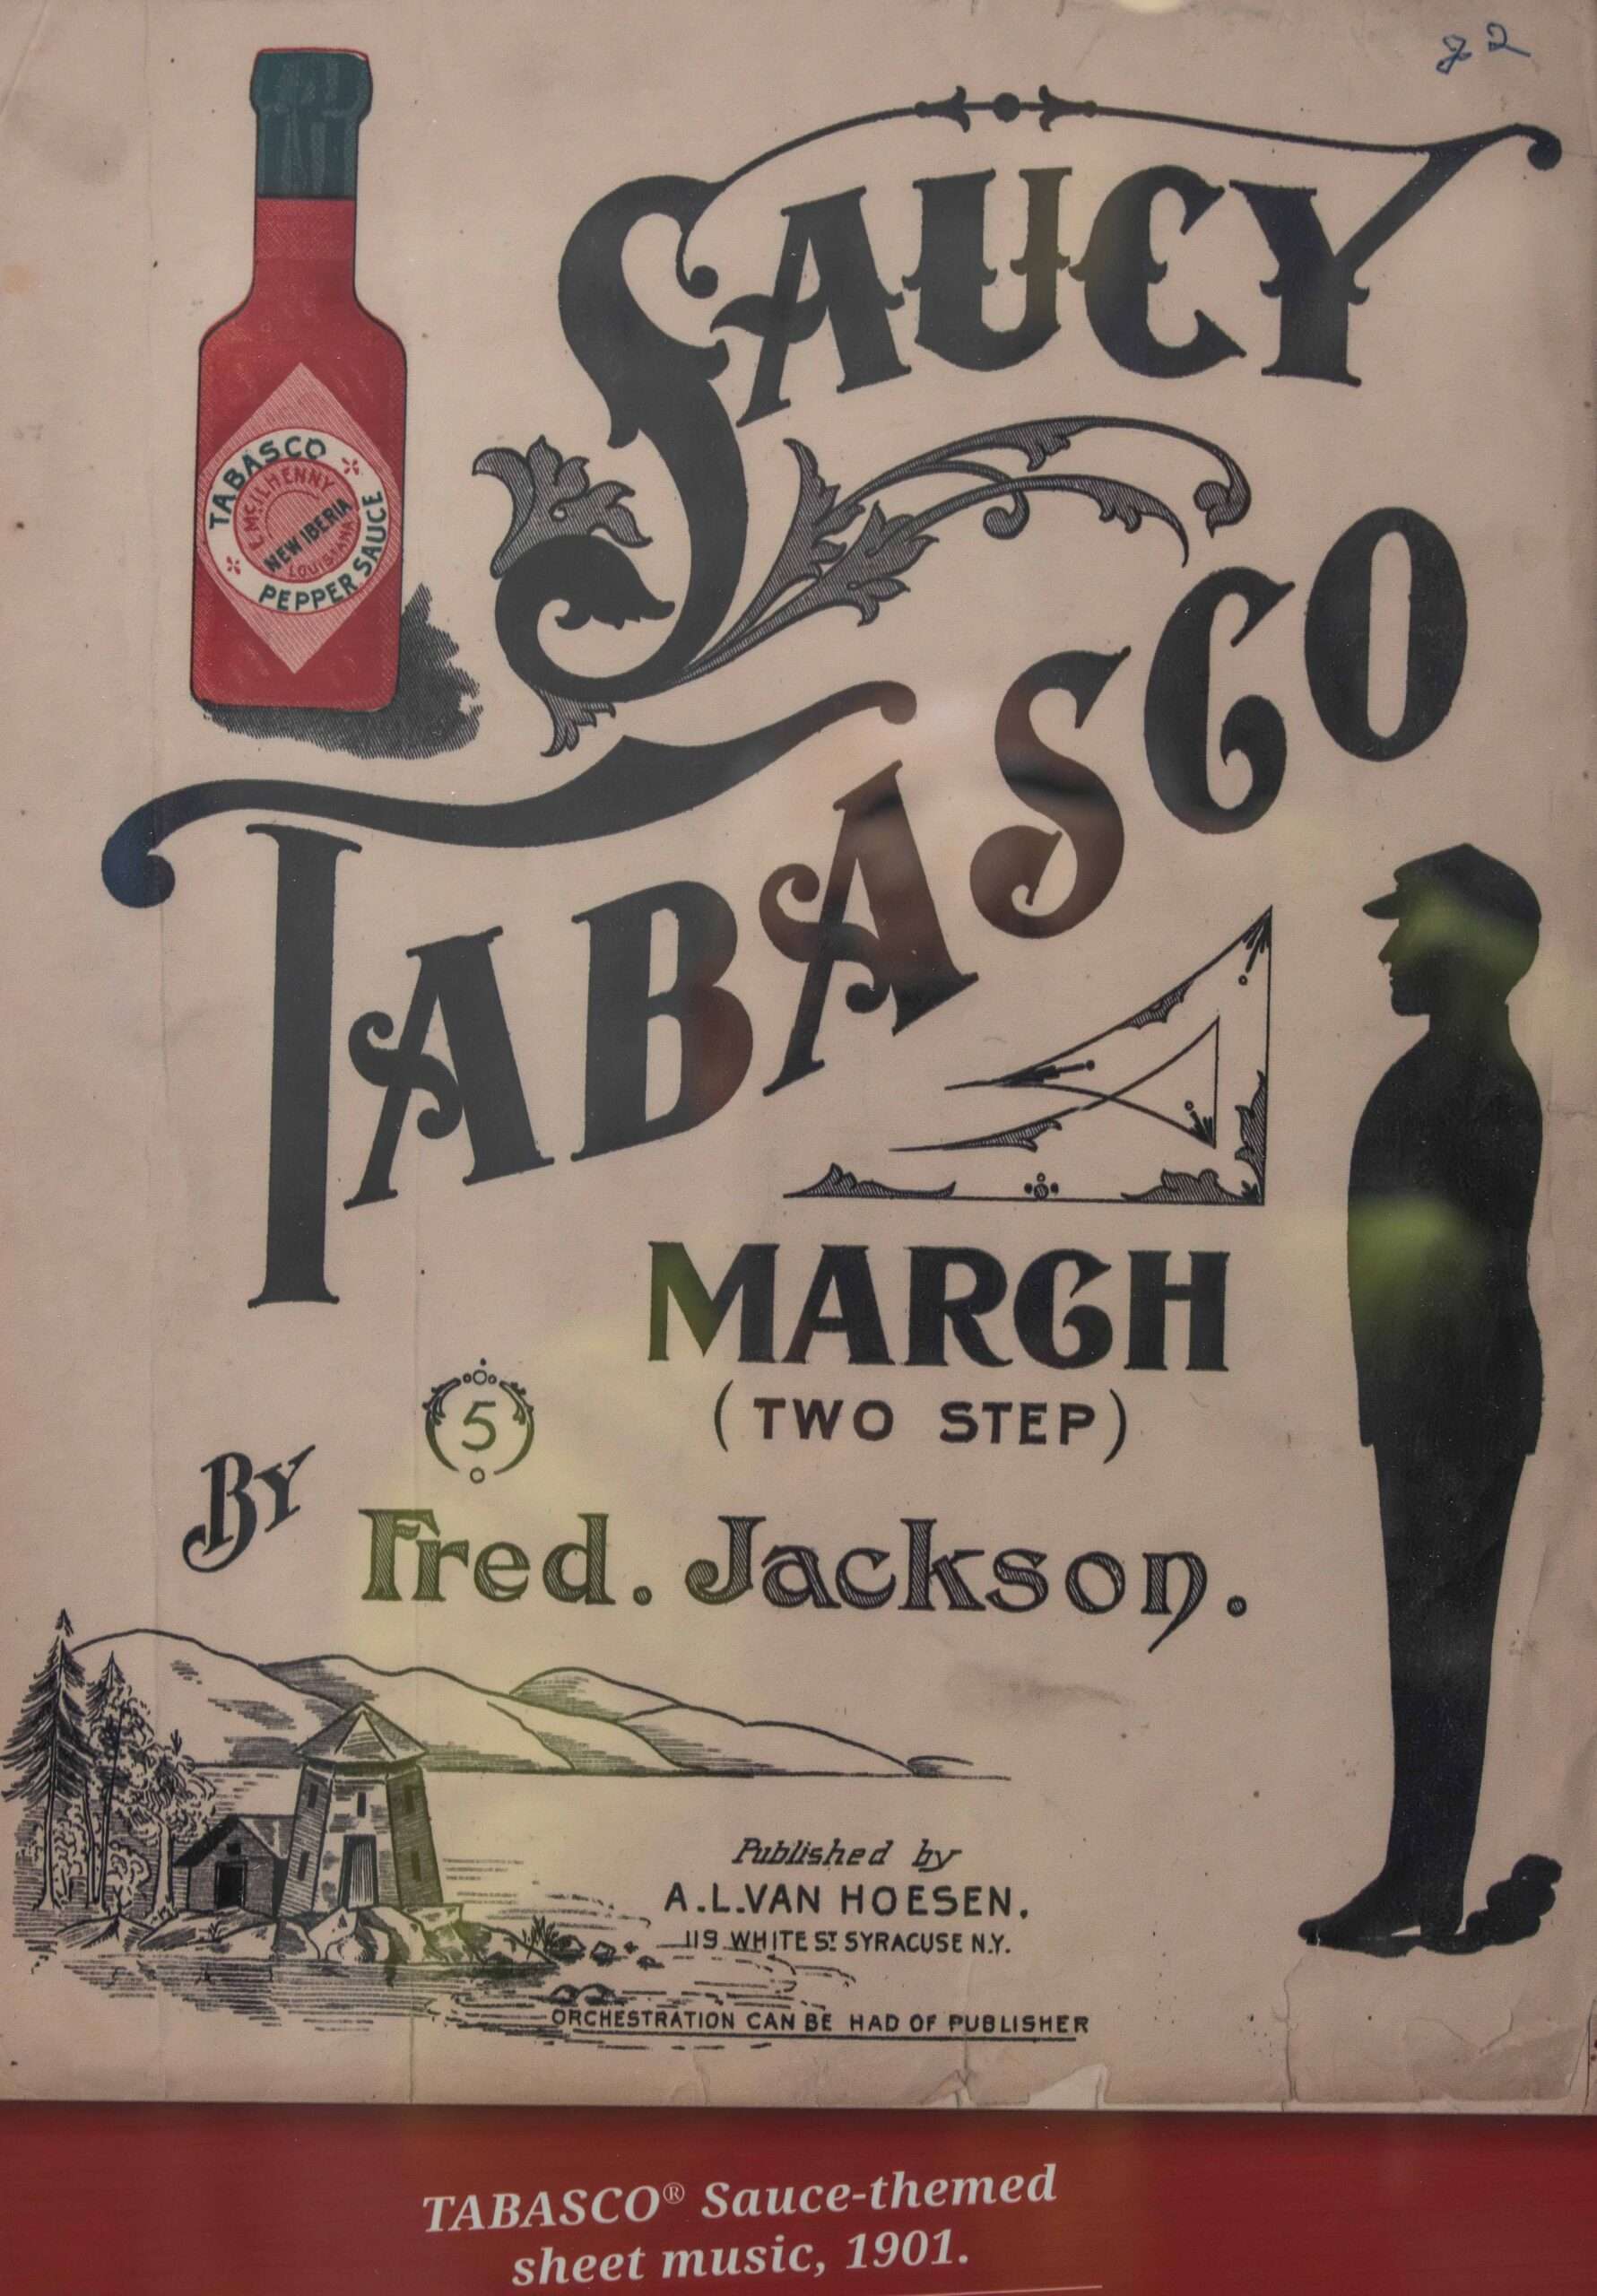 22
SAUCY
TABASCO
PEPPER SAUCE
E. McILHENNY
NEW IBERIA
LOUISIANA
TABASCO
MARCH
(TWO STEP)
5
BY
Fred. Jackson.
Published by
A.L.VAN HOESEN.
119 WHITE ST SYRACUSE N.Y.
ORCHESTRATION CAN BE HAD OF PUBLISHER
TABASCO® Sauce-themed
sheet music, 1901.